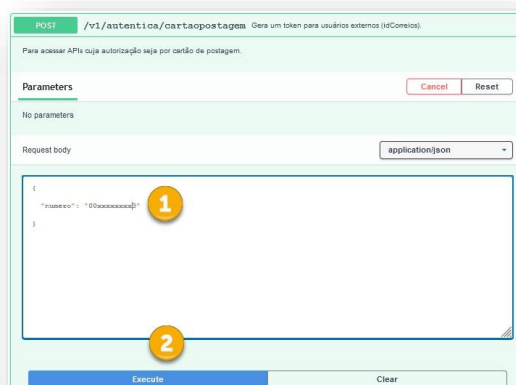 POST /v1/autentica/cartaopostagem Gera um token para usuários externos (idCorreios).
Para acessar APIs cuja autorização seja por cartão de postagem.
Parameters Cancel Reset
No parameters
Request body application/json
{
"numero": "00xxxxxxxx3"
1
}
2
Execute Clear